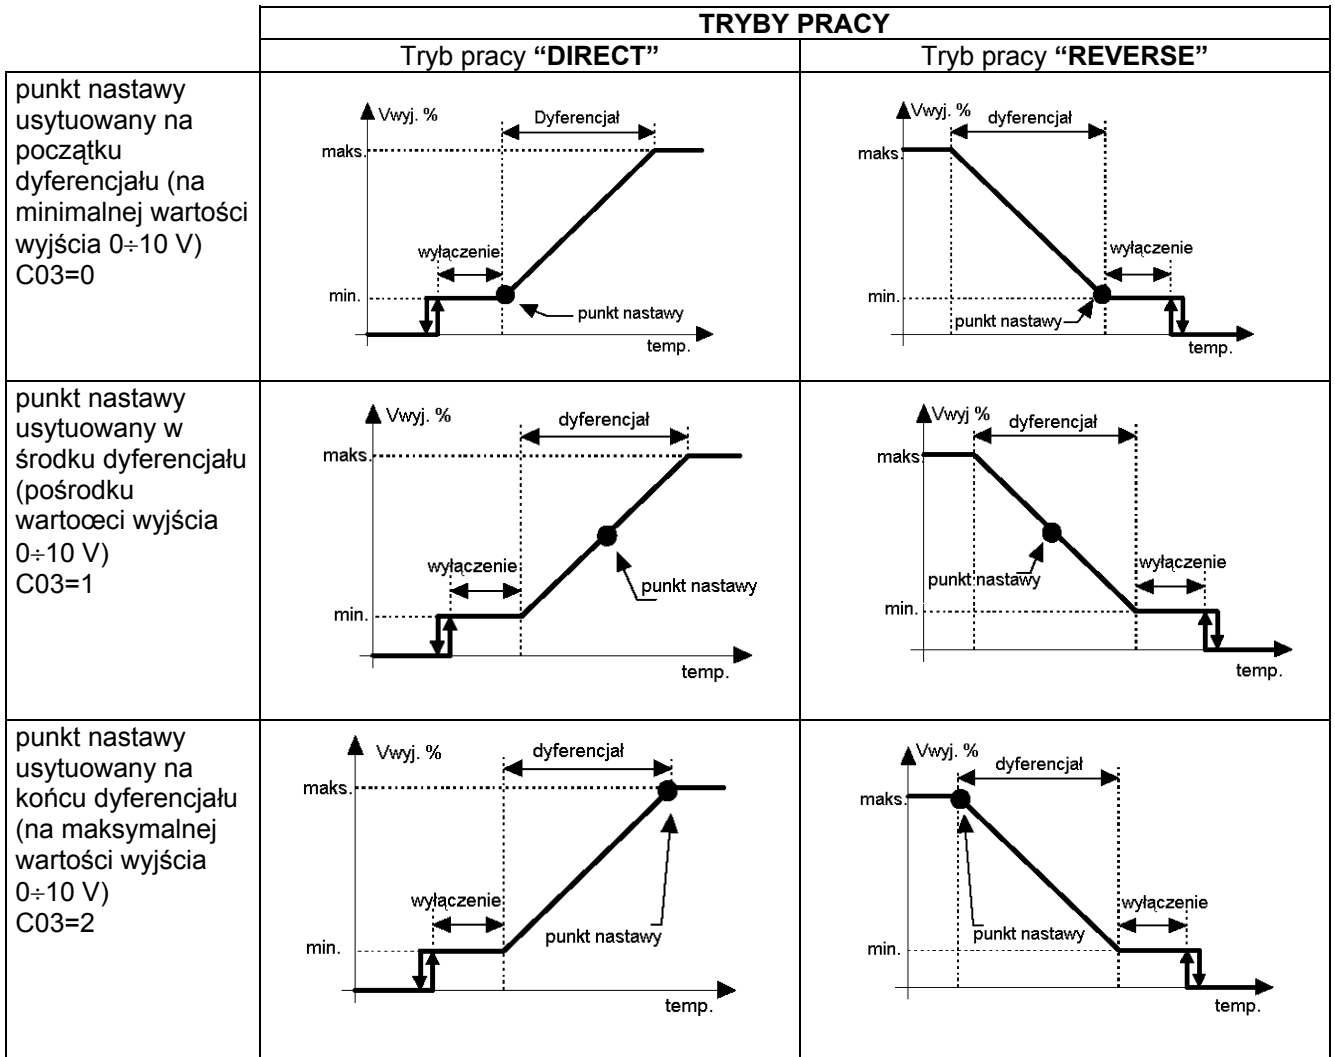 TRYBY PRACY
Tryb pracy “DIRECT”
Tryb pracy “REVERSE”
punkt nastawy
usytuowany na
początku
dyferencjału (na
minimalnej wartości
wyjścia 0÷10 V)
C03=0
Vwyj. %
Dyferencjał
maks.
wyłączenie
min.
punkt nastawy
temp.
Vwyj. %
dyferencjał
maks.
wyłączenie
min.
punkt nastawy
temp.
punkt nastawy
usytuowany w
środku dyferencjału
(pośrodku
wartoœci wyjścia
0÷10 V)
C03=1
Vwyj. %
dyferencjał
maks.
wyłączenie
punkt nastawy
min.
temp.
Vwyj %
dyferencjał
maks.
wyłączenie
punkt nastawy
min.
temp.
punkt nastawy
usytuowany na
końcu dyferencjału
(na maksymalnej
wartości wyjścia
0÷10 V)
C03=2
Vwyj. %
dyferencjał
maks.
wyłączenie
punkt nastawy
min.
temp.
Vwyj. %
dyferencjał
maks.
wyłączenie
punkt nastawy
min.
temp.